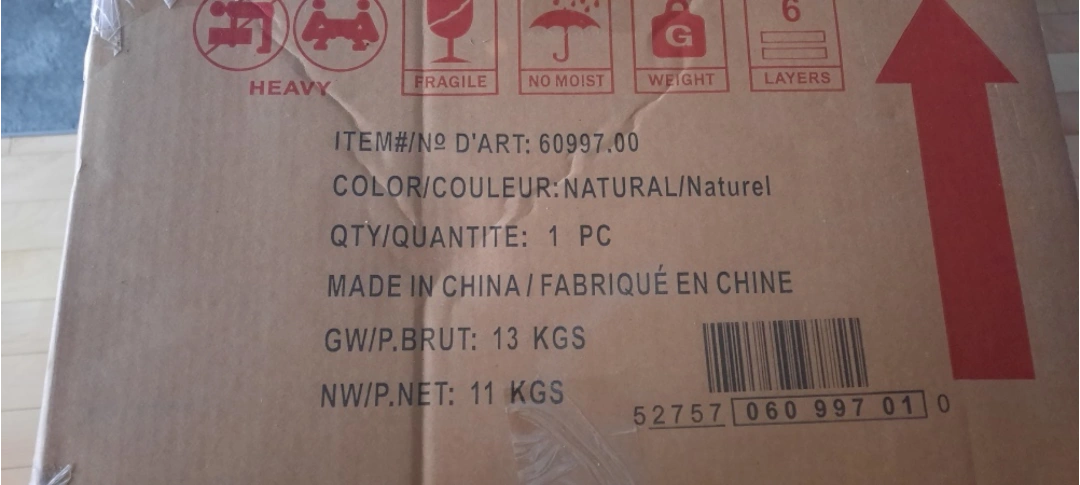 HEAVY
FRAGILE
NO MOIST
G
WEIGHT
6
LAYERS
ITEM#/Nº D'ART: 60997.00
COLOR/COULEUR:NATURAL/Naturel
QTY/QUANTITE: 1 PC
MADE IN CHINA / FABRIQUÉ EN CHINE
GW/P.BRUT: 13 KGS
NW/P.NET: 11 KGS
52757 060 997 01 0